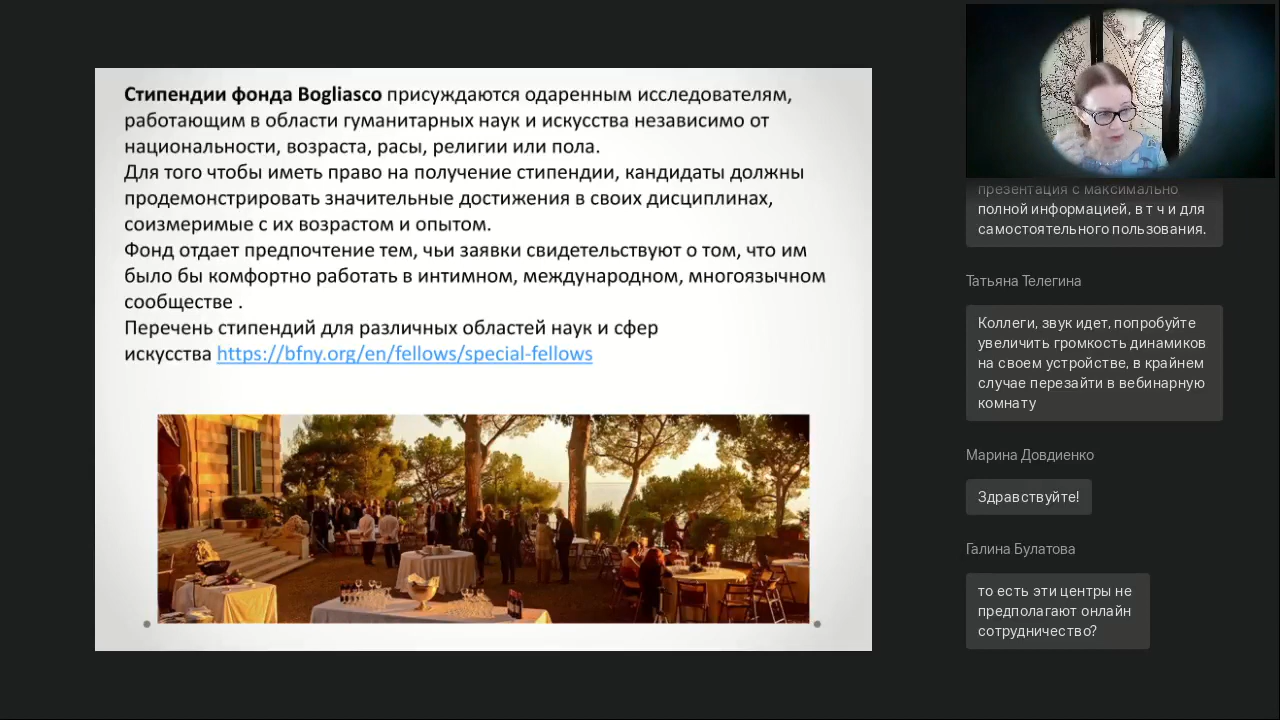 Стипендии фонда Bogliasco присуждаются одаренным исследователям,
работающим в области гуманитарных наук и искусства независимо от
национальности, возраста, расы, религии или пола.
Для того чтобы иметь право на получение стипендии, кандидаты должны
продемонстрировать значительные достижения в своих дисциплинах,
соизмеримые с их возрастом и опытом.
Фонд отдает предпочтение тем, чьи заявки свидетельствуют о том, что им
было бы комфортно работать в интимном, международном, многоязычном
сообществе .
Перечень стипендий для различных областей наук и сфер
искусства https://bfny.org/en/fellows/special-fellows
презентация с максимально
полной информацией, в т ч и для
самостоятельного пользования.
Татьяна Телегина
Коллеги, звук идет, попробуйте
увеличить громкость динамиков
на своем устройстве, в крайнем
случае перезайти в вебинарную
комнату
Марина Довдиенко
Здравствуйте!
Галина Булатова
то есть эти центры не
предполагают онлайн
сотрудничество?